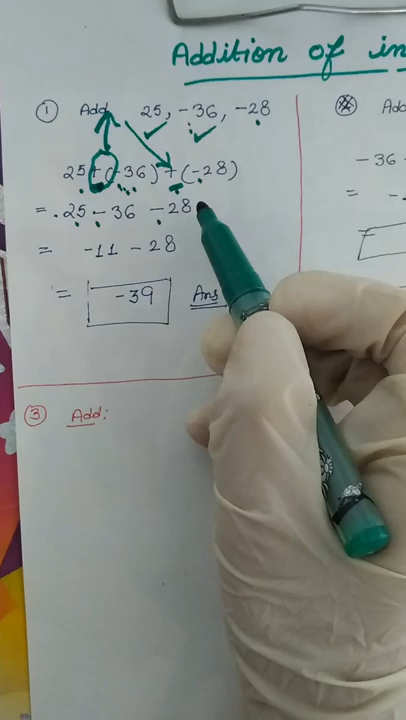 Addition of in
① Add 25, -36, -28
25 + (-36) + (-28)
= 25 - 36 - 28
= -11 - 28
= -39 Ans
Add
-36
=
=
③ Add: